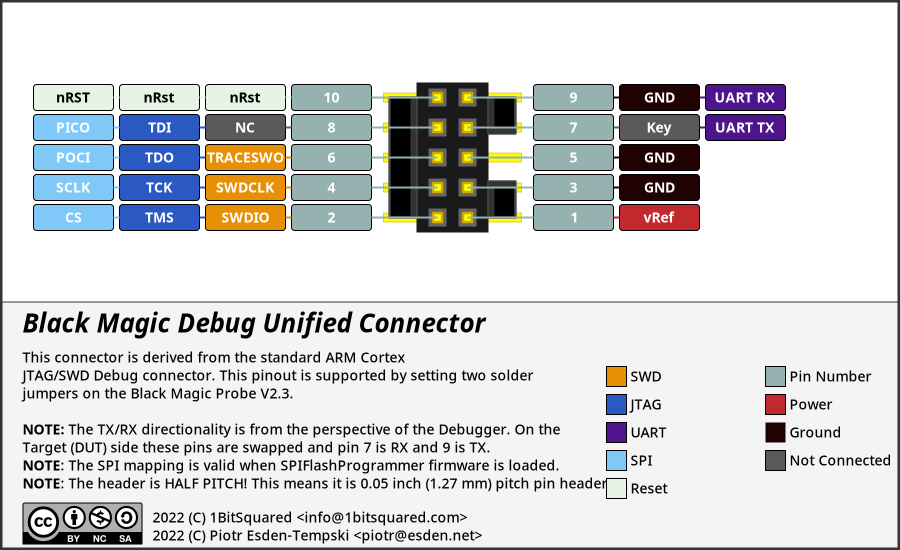 nRST nRst nRst 10 9 GND UART RX
PICO TDI NC 8 7 Key UART TX
POCI TDO TRACESWO 6 5 GND
SCLK TCK SWDCLK 4 3 GND
CS TMS SWDIO 2 1 vRef
Black Magic Debug Unified Connector
This connector is derived from the standard ARM Cortex
JTAG/SWD Debug connector. This pinout is supported by setting two solder
jumpers on the Black Magic Probe V2.3.
NOTE: The TX/RX directionality is from the perspective of the Debugger. On the
Target (DUT) side these pins are swapped and pin 7 is RX and 9 is TX.
NOTE: The SPI mapping is valid when SPIFlashProgrammer firmware is loaded.
NOTE: The header is HALF PITCH! This means it is 0.05 inch (1.27 mm) pitch pin header
SWD
JTAG
UART
SPI
Reset
Pin Number
Power
Ground
Not Connected
cc BY NC SA
2022 (C) 1BitSquared <info@1bitsquared.com>
2022 (C) Piotr Esden-Tempski <piotr@esden.net>